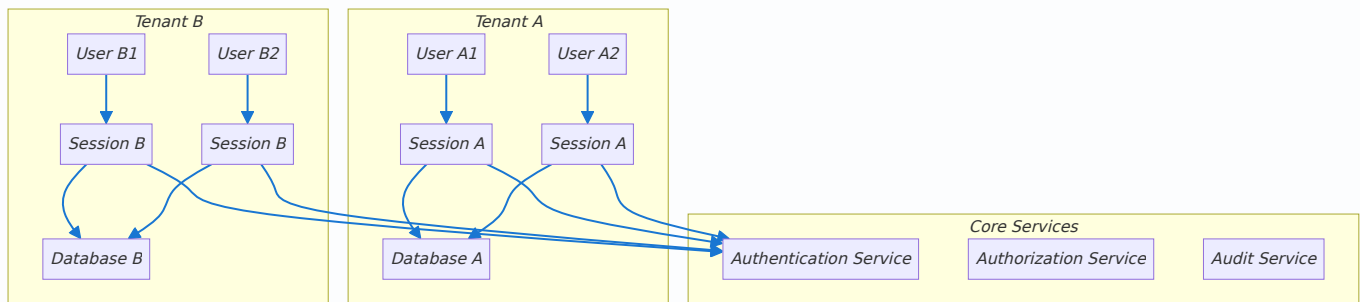 Tenant B
User B1
User B2
Session B
Session B
Database B
Tenant A
User A1
User A2
Session A
Session A
Database A
Core Services
Authentication Service
Authorization Service
Audit Service